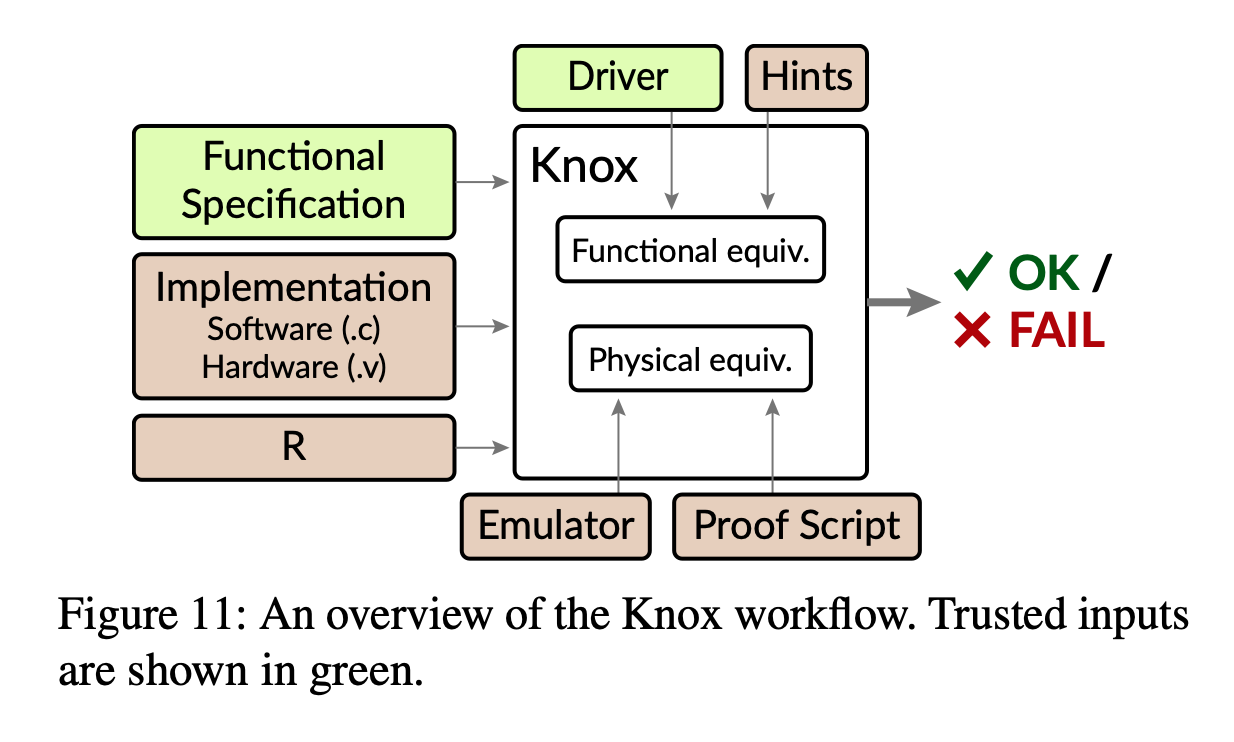 Driver
Hints
Functional
Specification
Knox
Functional equiv.
Implementation
Software (.c)
Hardware (.v)
✓ OK /
✗ FAIL
Physical equiv.
R
Emulator
Proof Script
Figure 11: An overview of the Knox workflow. Trusted inputs
are shown in green.